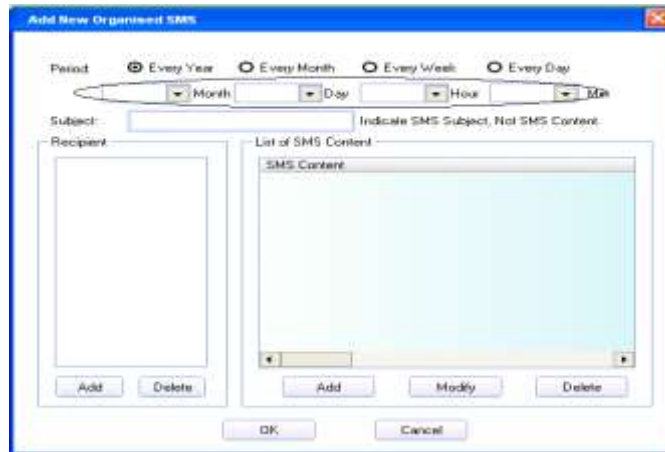 Add New Organised SMS
Period: Every Year Every Month Every Week Every Day
Month Day Hour Min
Subject: Indicate SMS Subject, Not SMS Content
Recipient List of SMS Content
SMS Content
Add Delete Add Modify Delete
OK Cancel